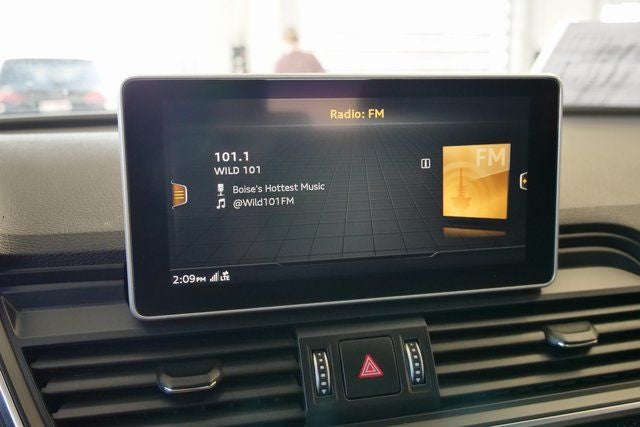 Radio: FM
101.1
WILD 101
Boise's Hottest Music
@Wild101FM
FM
2:09PM LTE